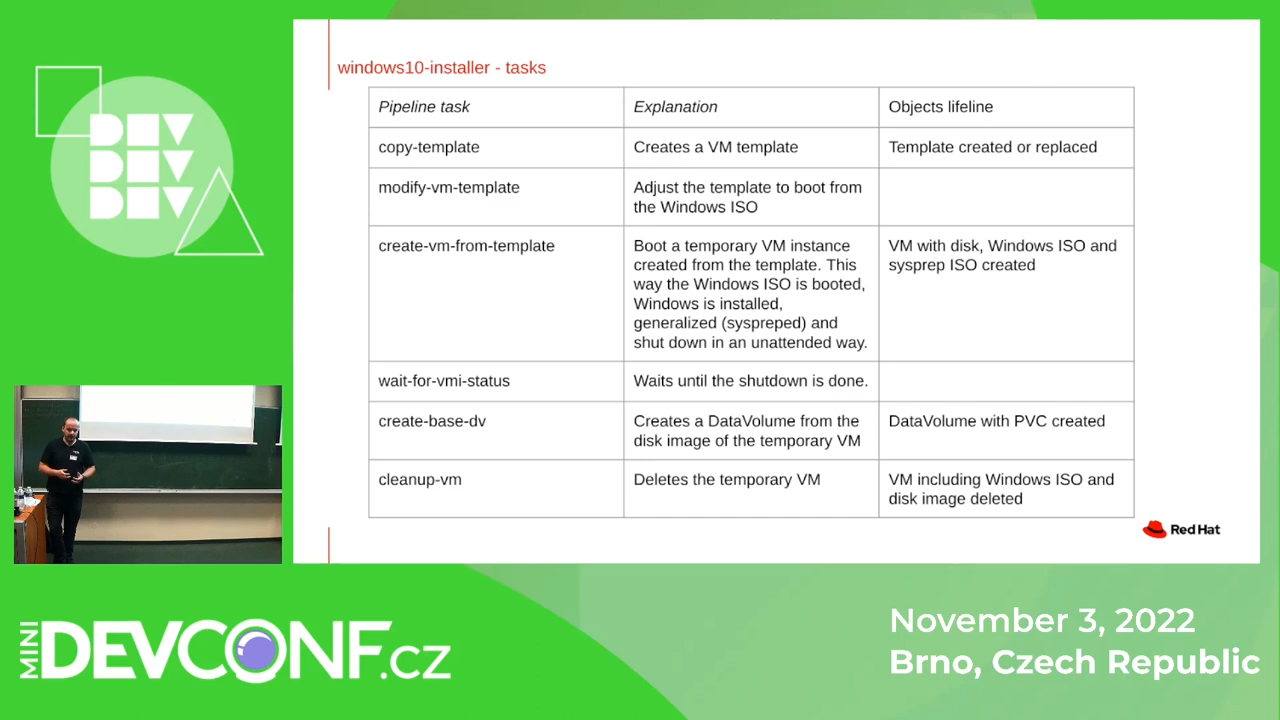 DEV
DEV
DEV
windows10-installer - tasks
Pipeline task
Explanation
Objects lifeline
copy-template
Creates a VM template
Template created or replaced
modify-vm-template
Adjust the template to boot from
the Windows ISO
create-vm-from-template
Boot a temporary VM instance
created from the template. This
way the Windows ISO is booted,
Windows is installed,
generalized (syspreped) and
shut down in an unattended way.
VM with disk, Windows ISO and
sysprep ISO created
wait-for-vmi-status
Waits until the shutdown is done.
create-base-dv
Creates a DataVolume from the
disk image of the temporary VM
DataVolume with PVC created
cleanup-vm
Deletes the temporary VM
VM including Windows ISO and
disk image deleted
Red Hat
MINI
DEVCONF.cz
November 3, 2022
Brno, Czech Republic